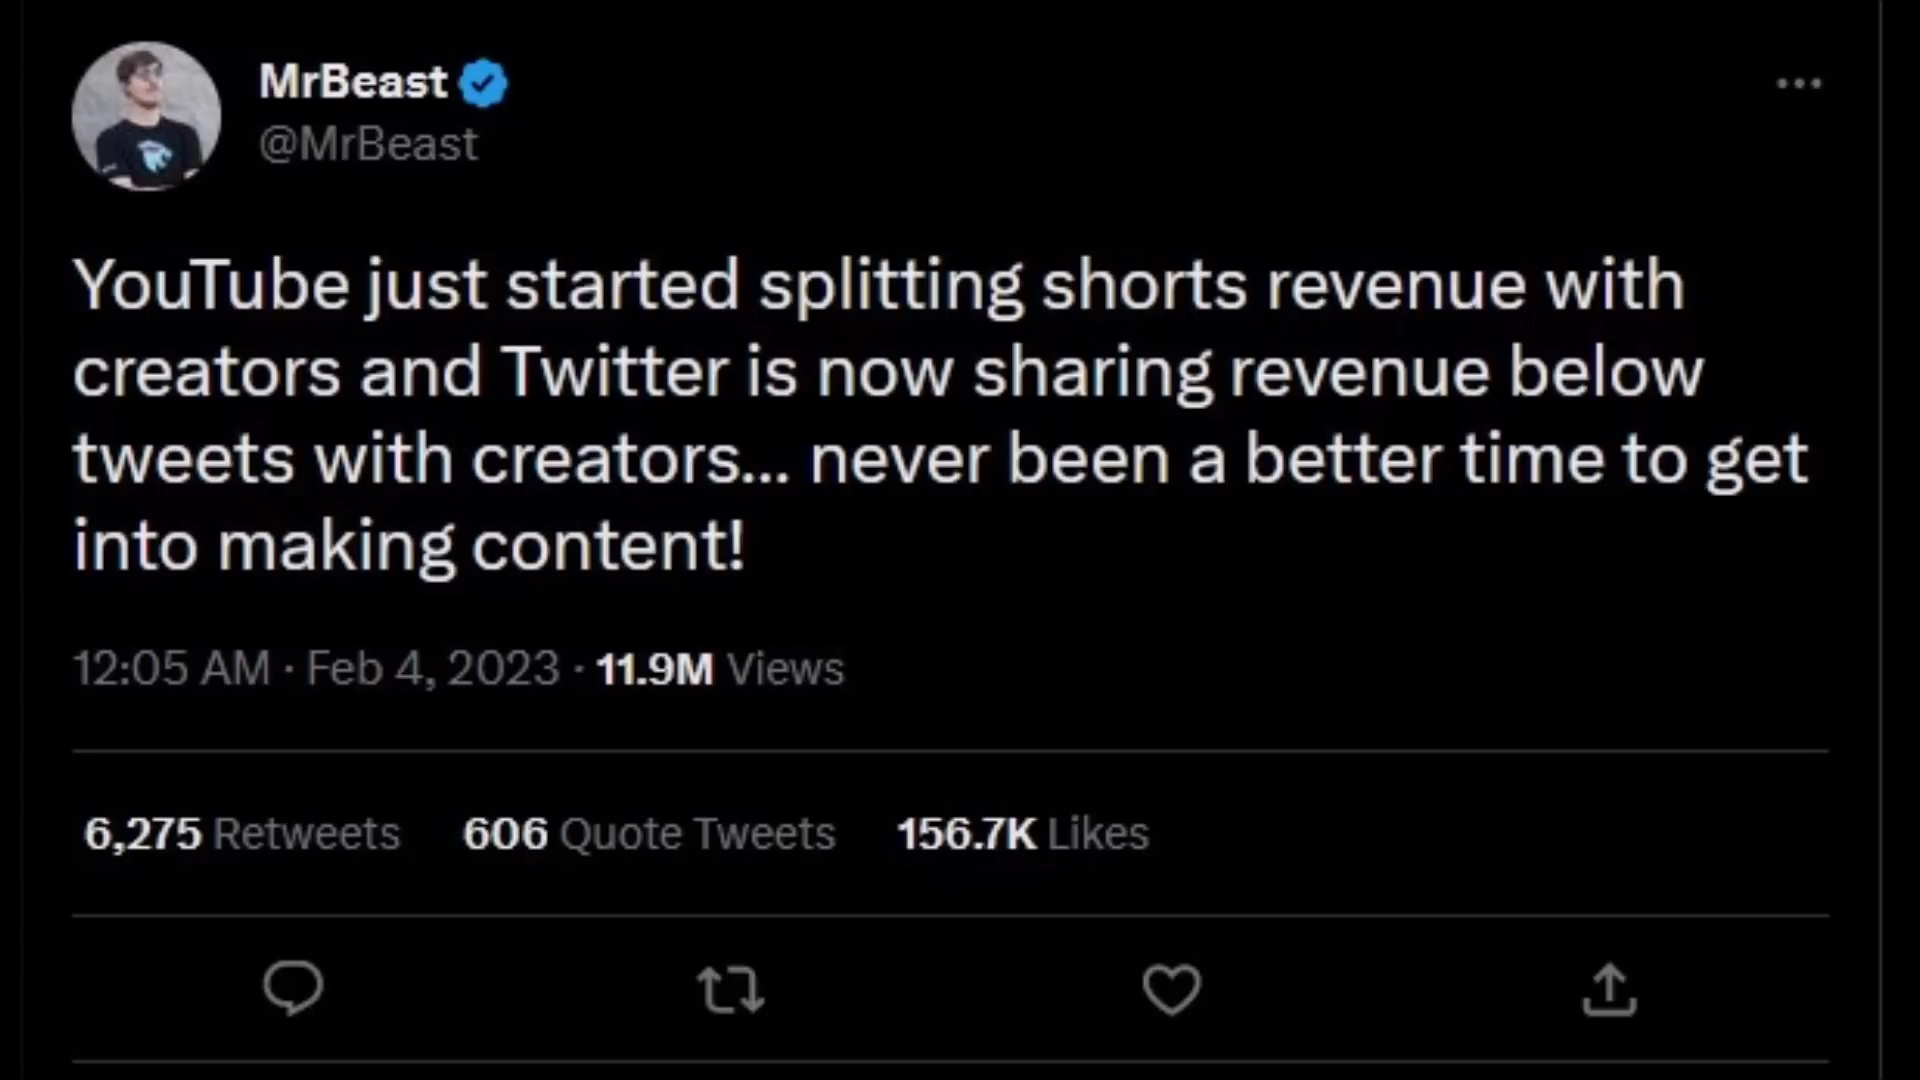 MrBeast
@MrBeast
YouTube just started splitting shorts revenue with
creators and Twitter is now sharing revenue below
tweets with creators... never been a better time to get
into making content!
12:05 AM · Feb 4, 2023 · 11.9M Views
6,275 Retweets 606 Quote Tweets 156.7K Likes